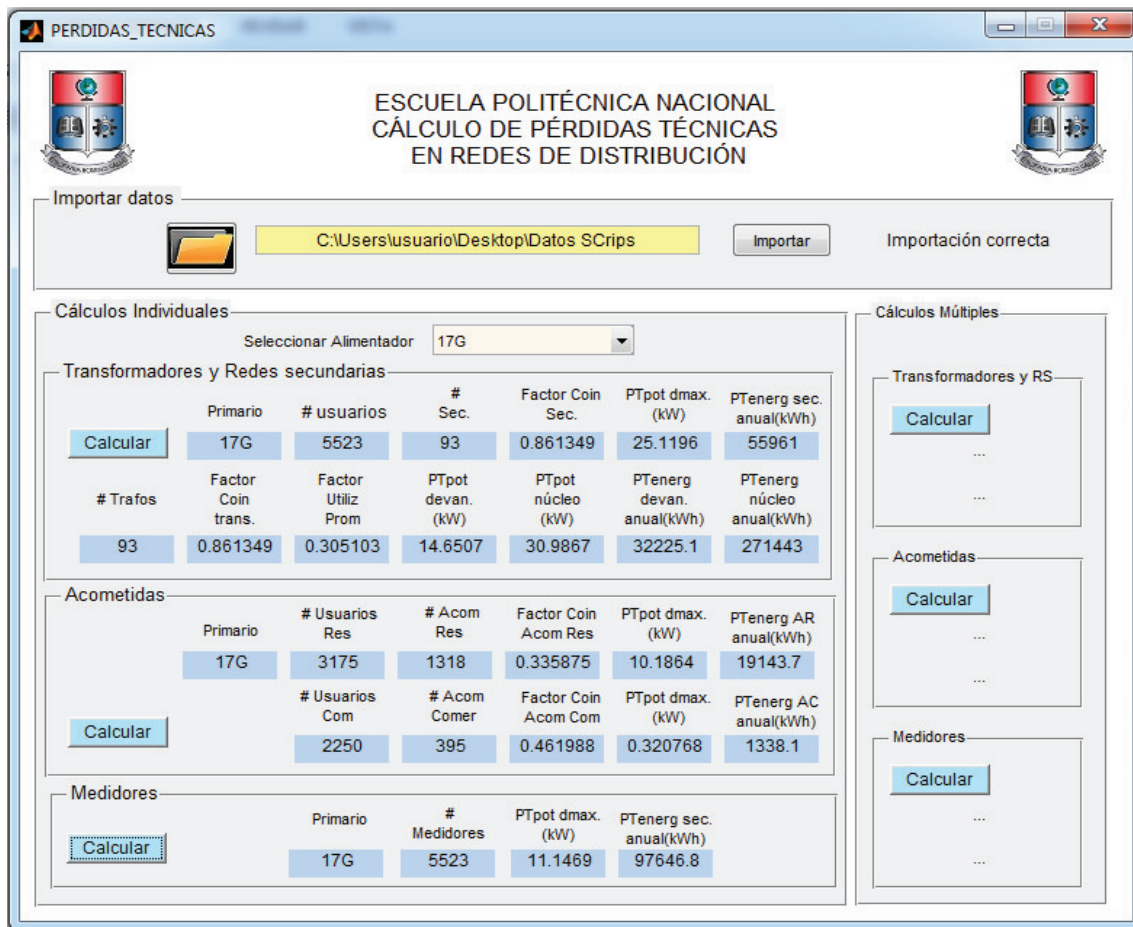 PERDIDAS_TECNICAS
ESCUELA POLITÉCNICA NACIONAL
CÁLCULO DE PÉRDIDAS TÉCNICAS
EN REDES DE DISTRIBUCIÓN
Importar datos
C:\Users\usuario\Desktop\Datos SCrips
Importar
Importación correcta
Cálculos Individuales
Seleccionar Alimentador
17G
Transformadores y Redes secundarias
Primario
# usuarios
#
Sec.
Factor Coin
Sec.
PTpot dmax.
(kW)
PTenerg sec.
anual(kWh)
Calcular
17G
5523
93
0.861349
25.1196
55961
# Trafos
Factor
Coin
trans.
Factor
Utiliz
Prom
PTpot
devan.
(kW)
PTpot
núcleo
(kW)
PTenerg
devan.
anual(kWh)
PTenerg
núcleo
anual(kWh)
93
0.861349
0.305103
14.6507
30.9867
32225.1
271443
Acometidas
Primario
# Usuarios
Res
# Acom
Res
Factor Coin
Acom Res
PTpot dmax.
(kW)
PTenerg AR
anual(kWh)
17G
3175
1318
0.335875
10.1864
19143.7
# Usuarios
Com
# Acom
Comer
Factor Coin
Acom Com
PTpot dmax.
(kW)
PTenerg AC
anual(kWh)
Calcular
2250
395
0.461988
0.320768
1338.1
Medidores
Primario
#
Medidores
PTpot dmax.
(kW)
PTenerg sec.
anual(kWh)
Calcular
17G
5523
11.1469
97646.8
Cálculos Múltiples
Transformadores y RS
Calcular
...
...
Acometidas
Calcular
...
...
Medidores
Calcular
...
...